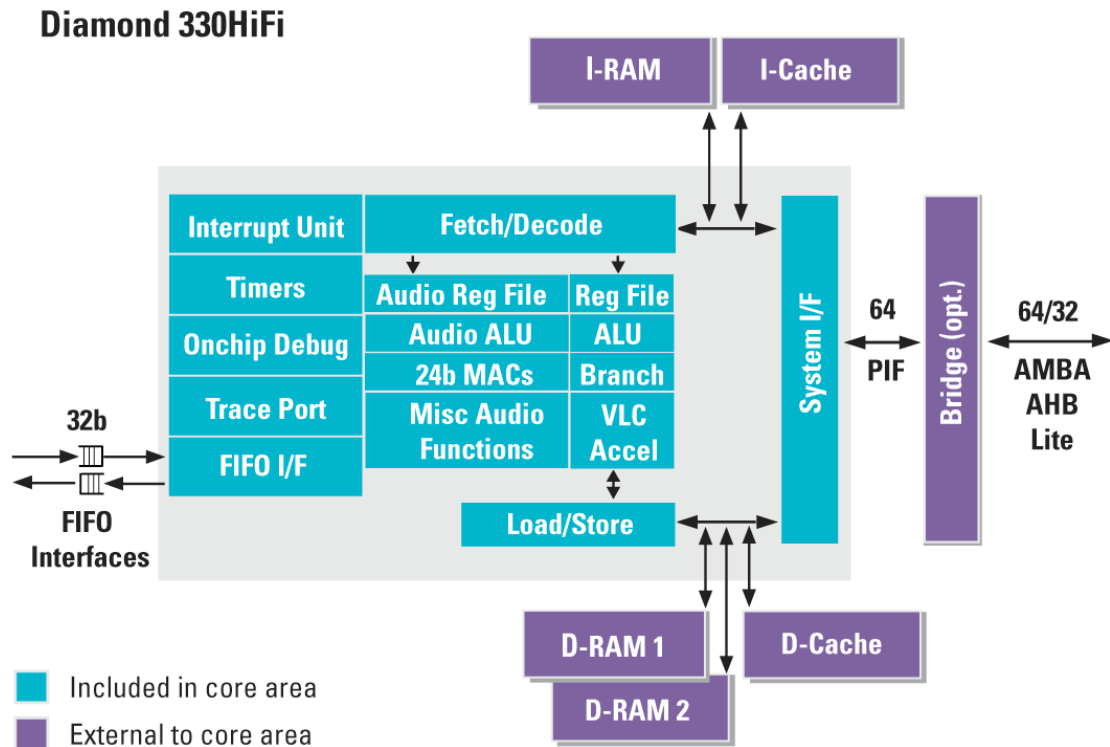 Diamond 330HiFi
I-RAM
I-Cache
Interrupt Unit
Fetch/Decode
Timers
Audio Reg File
Reg File
Onchip Debug
Audio ALU
ALU
24b MACs
Branch
Trace Port
Misc Audio
Functions
VLC
Accel
FIFO I/F
Load/Store
System I/F
64
PIF
Bridge (opt.)
64/32
AMBA
AHB
Lite
32b
FIFO
Interfaces
D-RAM 1
D-RAM 2
D-Cache
Included in core area
External to core area